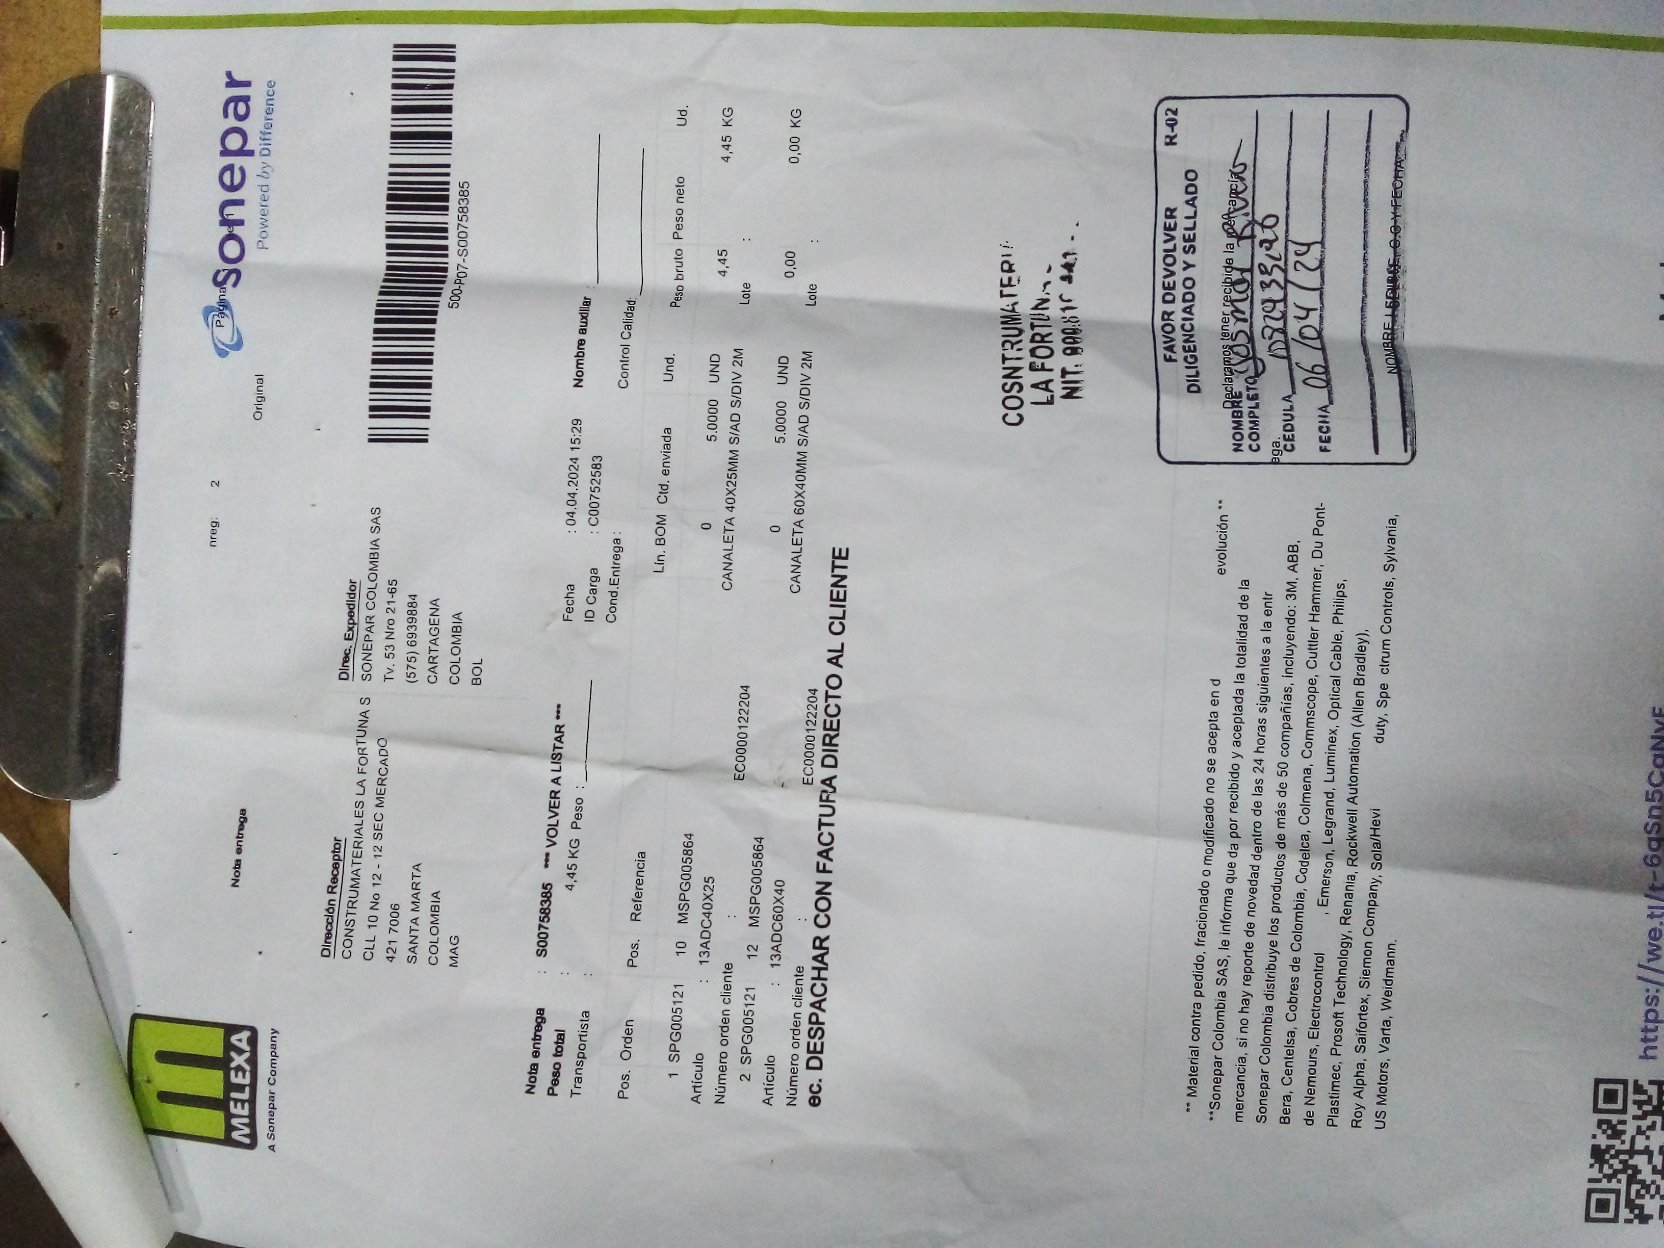 MELEXA
A Sonepar Company
Sonepar
Powered by Difference
Nota entrega
nreg: 2
Original
Página
Dirección Receptor
CONSTRUMATERIALES LA FORTUNA S
CLL 10 No 12 - 12 SEC MERCADO
421 7006
SANTA MARTA
COLOMBIA
MAG
Direc. Expedidor
SONEPAR COLOMBIA SAS
Tv. 53 Nro 21-65
(575) 6939884
CARTAGENA
COLOMBIA
BOL
500-P07-S00758385
Nota entrega : S00758385 *** VOLVER A LISTAR ***
Peso total : 4,45 KG Peso :
Transportista :
Fecha : 04.04.2024 15:29
ID Carga : C00752583
Cond.Entrega :
Nombre auxiliar :
Control Calidad:
Pos. Orden Pos. Referencia Lín. BOM Ctd. enviada Und. Peso bruto Peso neto Ud.
1 SPG005121 10 MSPG005864 0 5.0000 UND 4,45 4,45 KG
Artículo : 13ADC40X25 EC0000122204 CANALETA 40X25MM S/AD S/DIV 2M Lote :
Número orden cliente :
2 SPG005121 12 MSPG005864 0 5.0000 UND 0,00 0,00 KG
Artículo : 13ADC60X40 EC0000122204 CANALETA 60X40MM S/AD S/DIV 2M Lote :
Número orden cliente :
ec. DESPACHAR CON FACTURA DIRECTO AL CLIENTE
COSNTRUMATERI
LA FORTUN
NIT.
FAVOR DEVOLVER
DILIGENCIADO Y SELLADO R-02
Declaramos tener recibida la mercancía
NOMBRE
COMPLETO
ega.
CEDULA
FECHA 06/04/24
NOMBRE LEGIBLE, C.C Y FECHA
** Material contra pedido, fraccionado o modificado no se acepta en d evolución **
**Sonepar Colombia SAS, le informa que da por recibido y aceptada la totalidad de la
mercancia, si no hay reporte de novedad dentro de las 24 horas siguientes a la entr
Sonepar Colombia distribuye los productos de más de 50 compañias, incluyendo: 3M, ABB,
Bera, Centelsa, Cobres de Colombia, Codelca, Colmena, Commscope, Cuttler Hammer, Du Pont-
de Nemours, Electrocontrol , Emerson, Legrand, Luminex, Optical Cable, Philips,
Plastimec, Prosoft Technology, Renania, Rockwell Automation (Allen Bradley),
Roy Alpha, Saifortex, Siemon Company, Sola/Hevi duty, Spe ctrum Controls, Sylvania,
US Motors, Varta, Weidmann.